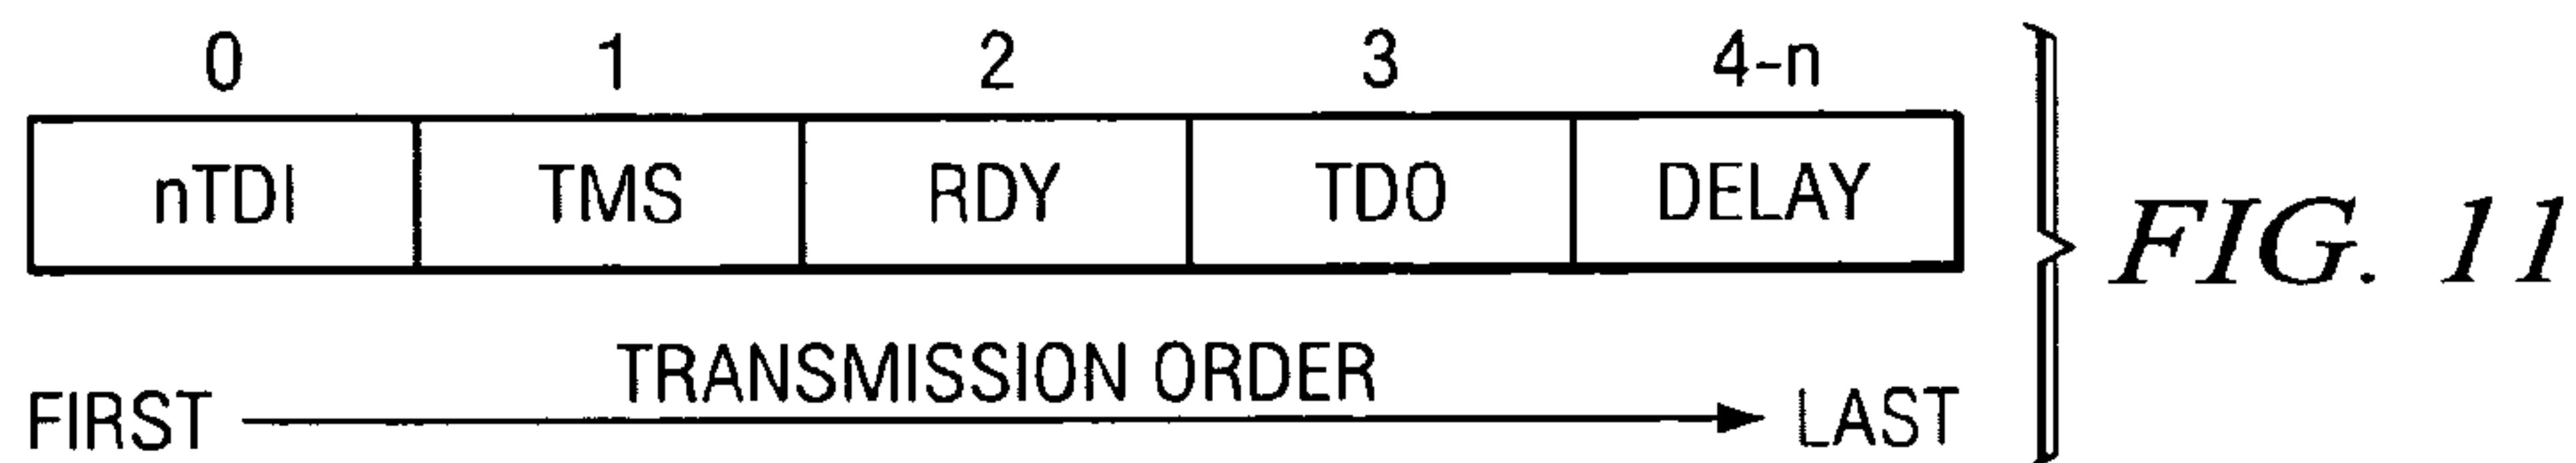 0 1 2 3 4-n
nTDI TMS RDY TDO DELAY
FIG. 11
TRANSMISSION ORDER
FIRST LAST